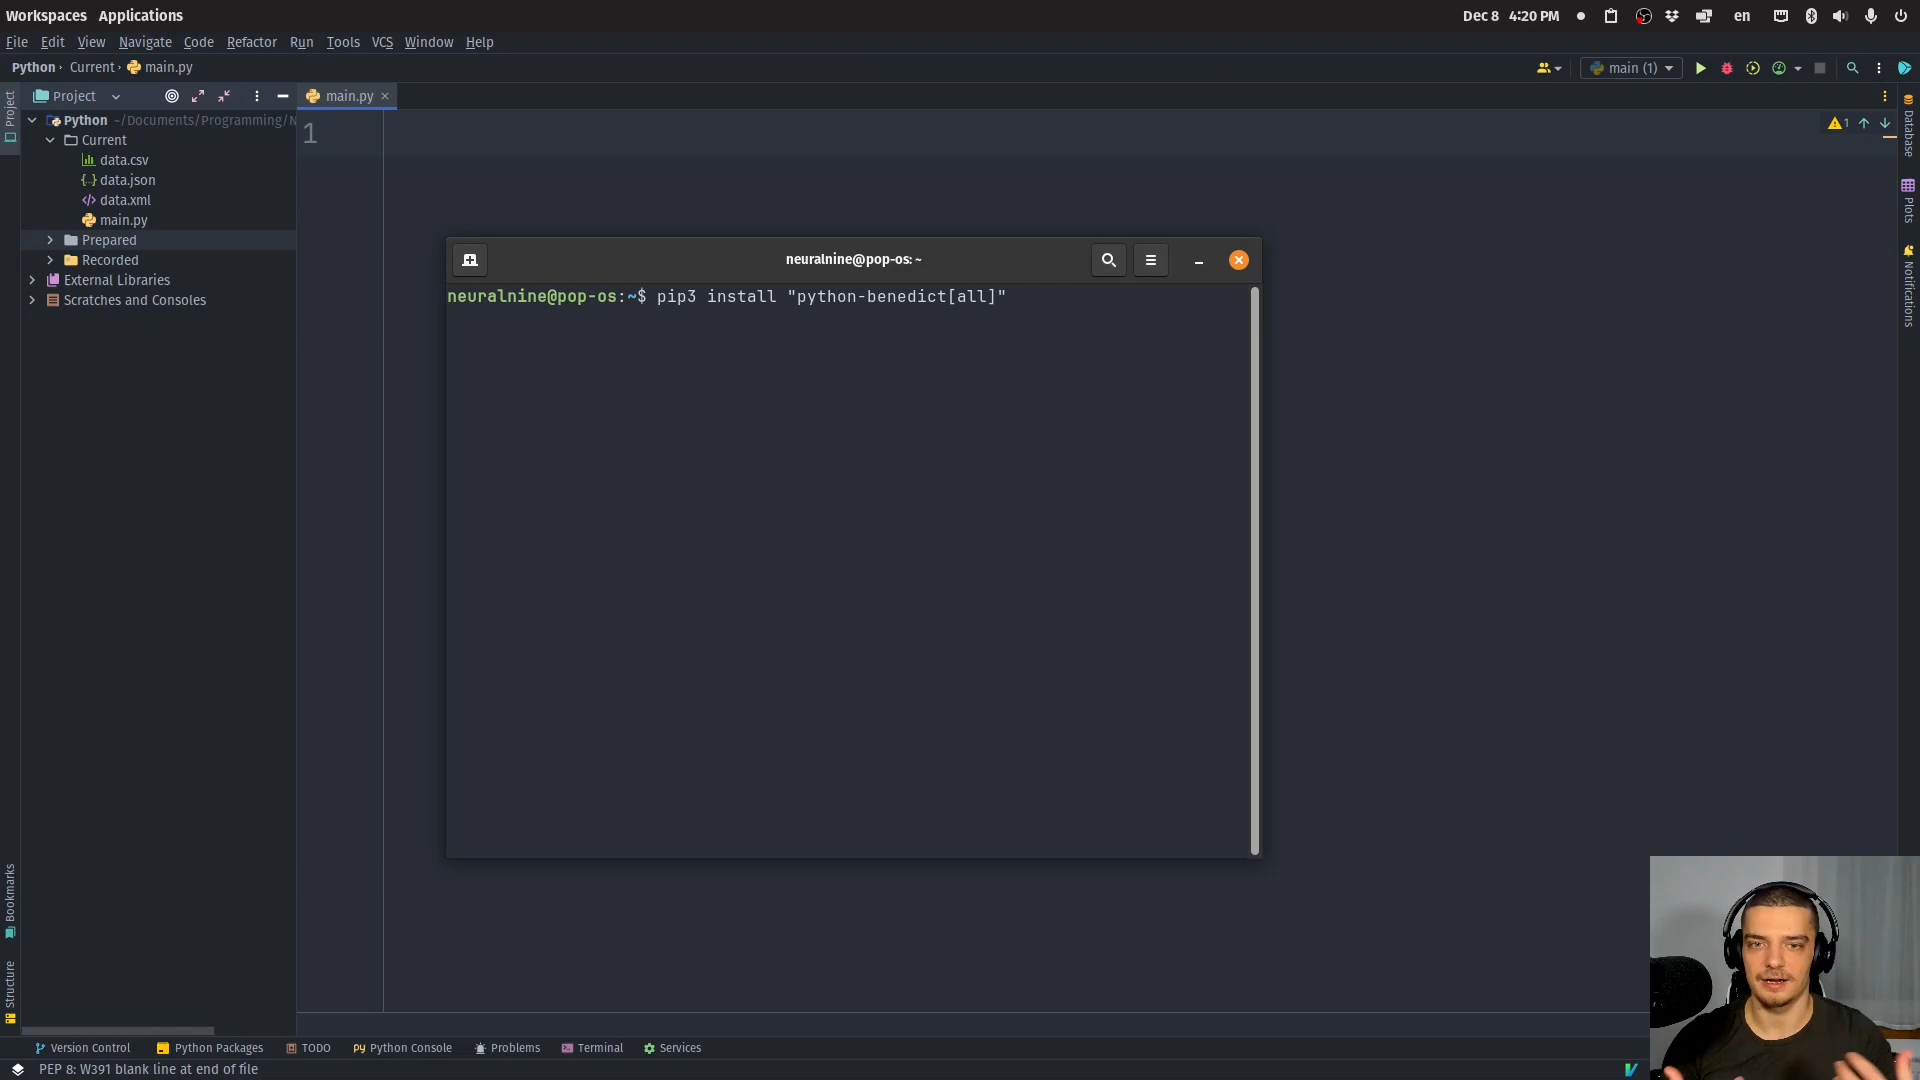 Workspaces Applications
Dec 8 4:20 PM
en
File Edit View Navigate Code Refactor Run Tools VCS Window Help
Python Current main.py
main (1)
Project
main.py
Project
Python ~/Documents/Programming/N
1
1
Current
data.csv
data.json
data.xml
main.py
Prepared
Recorded
External Libraries
Scratches and Consoles
Database
Plots
Notifications
neuralnine@pop-os: ~
neuralnine@pop-os:~$ pip3 install "python-benedict[all]"
Bookmarks
Structure
Version Control Python Packages TODO Python Console Problems Terminal Services
PEP 8: W391 blank line at end of file